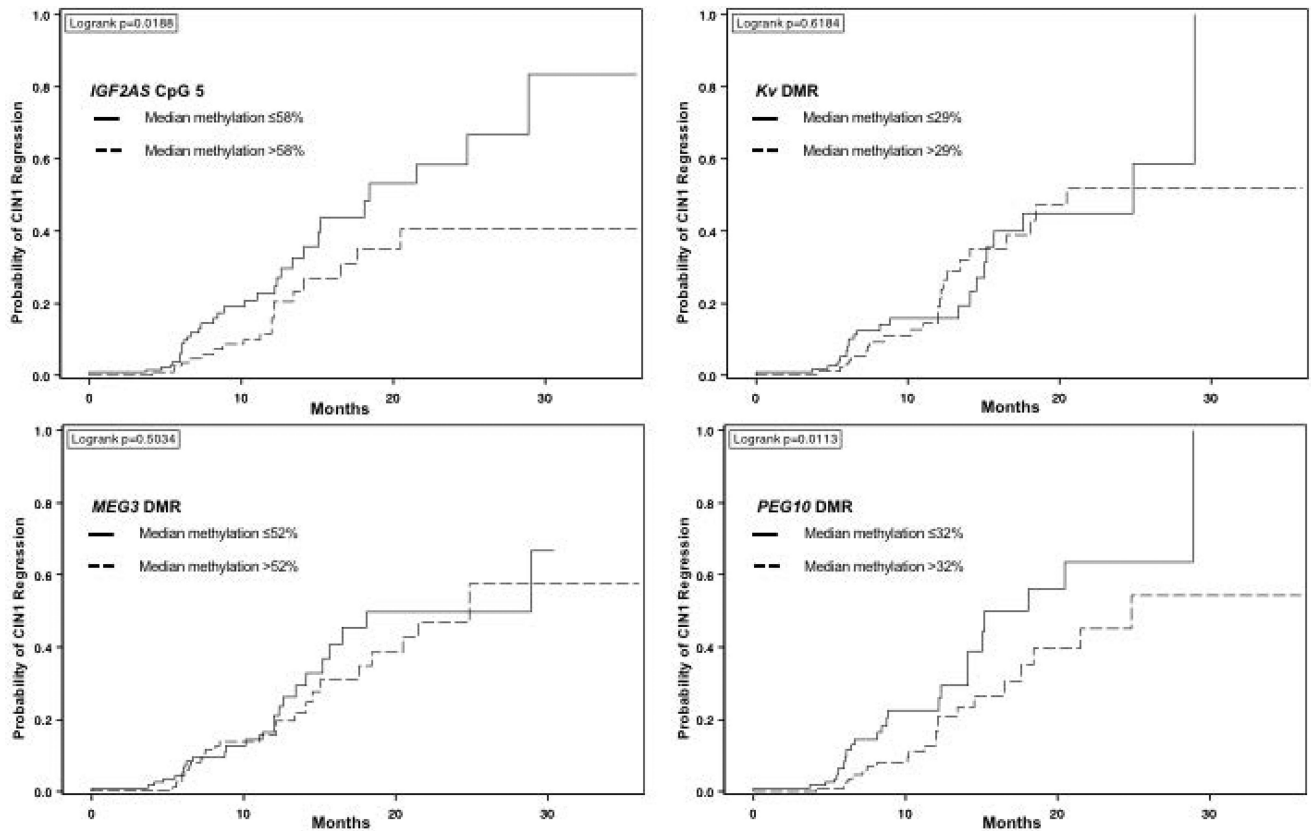 Logrank p=0.0188
IGF2AS CpG 5
Median methylation ≤58%
Median methylation >58%
Probability of CIN1 Regression
1.0
0.8
0.6
0.4
0.2
0.0
0 10 20 30
Months
Logrank p=0.6184
Kv DMR
Median methylation ≤29%
Median methylation >29%
Probability of CIN1 Regression
1.0
0.8
0.6
0.4
0.2
0.0
0 10 20 30
Months
Logrank p=0.5034
MEG3 DMR
Median methylation ≤52%
Median methylation >52%
Probability of CIN1 Regression
1.0
0.8
0.6
0.4
0.2
0.0
0 10 20 30
Months
Logrank p=0.0113
PEG10 DMR
Median methylation ≤32%
Median methylation >32%
Probability of CIN1 Regression
1.0
0.8
0.6
0.4
0.2
0.0
0 10 20 30
Months